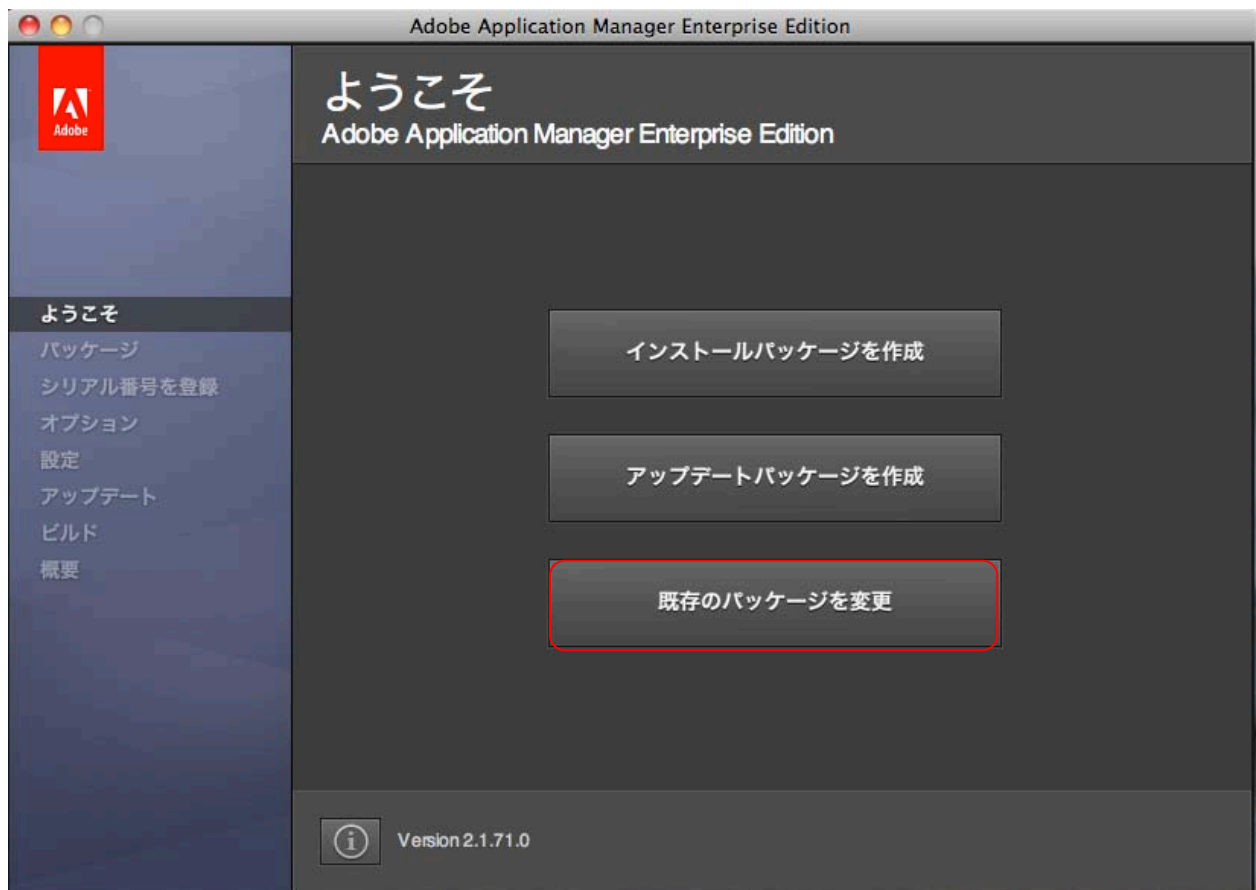 Adobe Application Manager Enterprise Edition
Adobe
ようこそ
Adobe Application Manager Enterprise Edition
ようこそ
パッケージ
シリアル番号を登録
オプション
設定
アップデート
ビルド
概要
インストールパッケージを作成
アップデートパッケージを作成
既存のパッケージを変更
Version 2.1.71.0